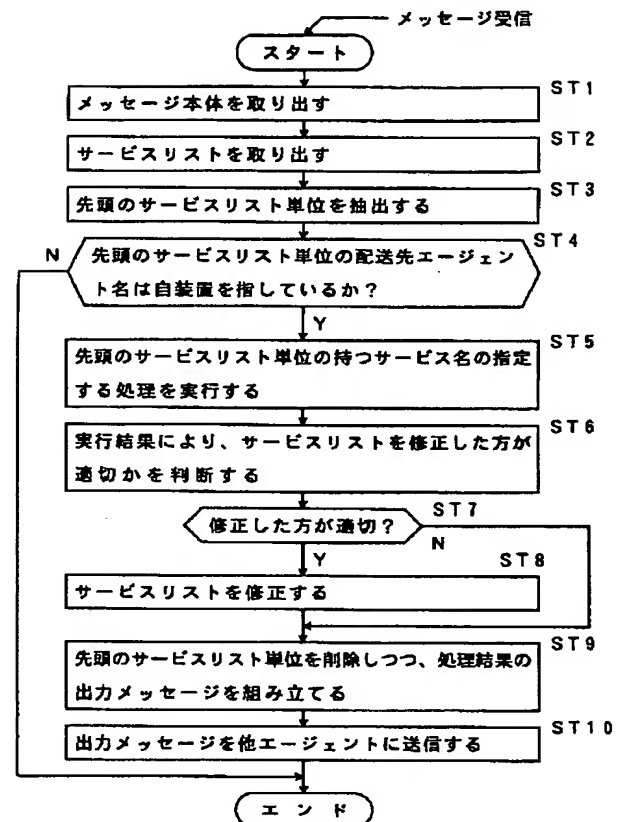 メッセージ受信
スタート
ST1
メッセージ本体を取り出す
ST2
サービスリストを取り出す
ST3
先頭のサービスリスト単位を抽出する
ST4
N
先頭のサービスリスト単位の配送先エージェン
ト名は自装置を指しているか?
Y
ST5
先頭のサービスリスト単位の持つサービス名の指定
する処理を実行する
ST6
実行結果により、サービスリストを修正した方が
適切かを判断する
ST7
修正した方が適切?
N
Y
ST8
サービスリストを修正する
ST9
先頭のサービスリスト単位を削除しつつ、処理結果の
出力メッセージを組み立てる
ST10
出力メッセージを他エージェントに送信する
エンド